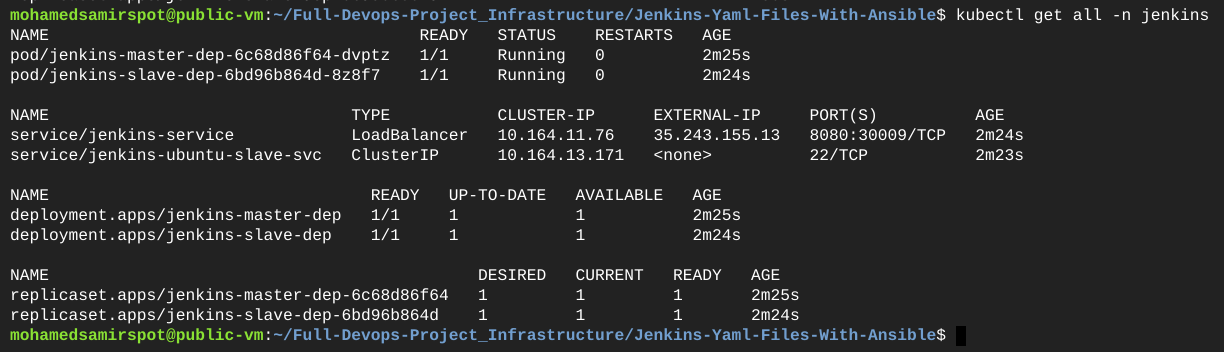 mohamedsamirspot@public-vm:~/Full-Devops-Project_Infrastructure/Jenkins-Yaml-Files-With-Ansible$ kubectl get all -n jenkins
NAME READY STATUS RESTARTS AGE
pod/jenkins-master-dep-6c68d86f64-dvptz 1/1 Running 0 2m25s
pod/jenkins-slave-dep-6bd96b864d-8z8f7 1/1 Running 0 2m24s
NAME TYPE CLUSTER-IP EXTERNAL-IP PORT(S) AGE
service/jenkins-service LoadBalancer 10.164.11.76 35.243.155.13 8080:30009/TCP 2m24s
service/jenkins-ubuntu-slave-svc ClusterIP 10.164.13.171 <none> 22/TCP 2m23s
NAME READY UP-TO-DATE AVAILABLE AGE
deployment.apps/jenkins-master-dep 1/1 1 1 2m25s
deployment.apps/jenkins-slave-dep 1/1 1 1 2m24s
NAME DESIRED CURRENT READY AGE
replicaset.apps/jenkins-master-dep-6c68d86f64 1 1 1 2m25s
replicaset.apps/jenkins-slave-dep-6bd96b864d 1 1 1 2m24s
mohamedsamirspot@public-vm:~/Full-Devops-Project_Infrastructure/Jenkins-Yaml-Files-With-Ansible$